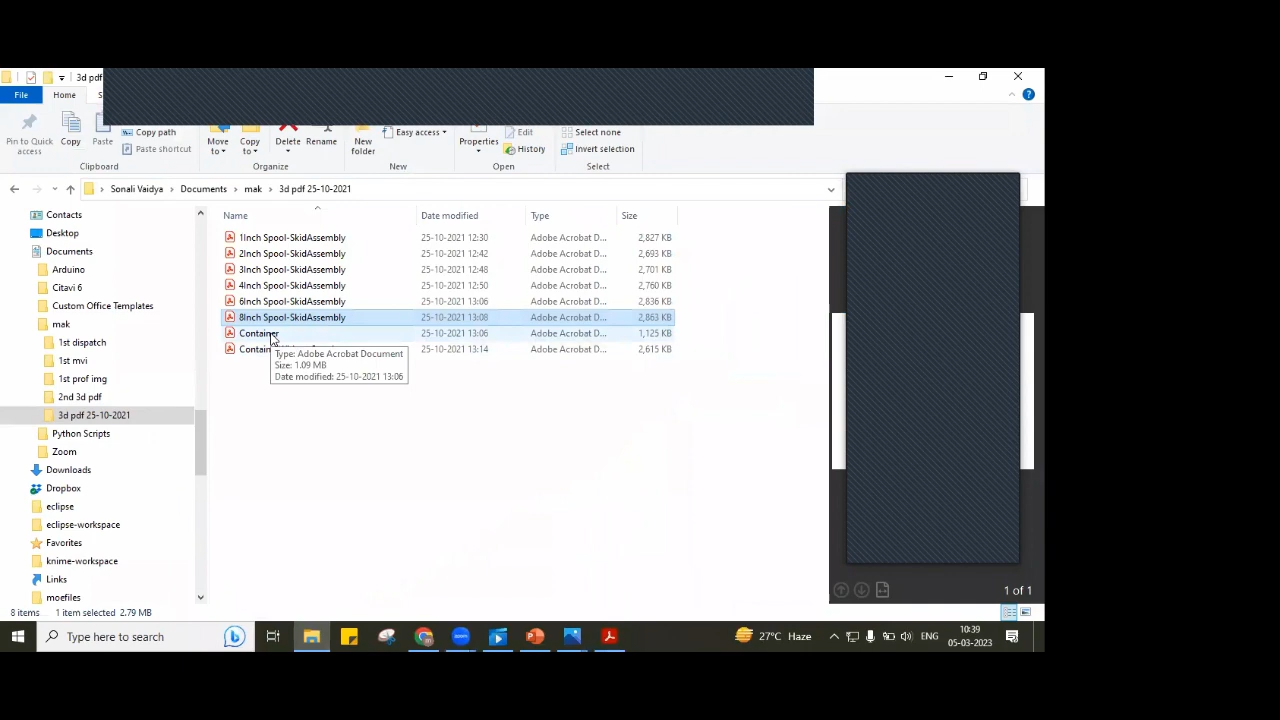 3d pdf
File Home
Pin to Quick access
Copy
Paste
Copy path
Paste shortcut
Clipboard
Move to
Copy to
Delete
Rename
Organize
New folder
Easy access
New
Properties
Edit
History
Open
Select none
Invert selection
Select
Sonali Vaidya > Documents > mak > 3d pdf 25-10-2021
Contacts
Desktop
Documents
Arduino
Citavi 6
Custom Office Templates
mak
1st dispatch
1st mvi
1st prof img
2nd 3d pdf
3d pdf 25-10-2021
Python Scripts
Zoom
Downloads
Dropbox
eclipse
eclipse-workspace
Favorites
knime-workspace
Links
moefiles
Name Date modified Type Size
1Inch Spool-SkidAssembly 25-10-2021 12:30 Adobe Acrobat D... 2,827 KB
2Inch Spool-SkidAssembly 25-10-2021 12:42 Adobe Acrobat D... 2,693 KB
3Inch Spool-SkidAssembly 25-10-2021 12:48 Adobe Acrobat D... 2,701 KB
4Inch Spool-SkidAssembly 25-10-2021 12:50 Adobe Acrobat D... 2,760 KB
6Inch Spool-SkidAssembly 25-10-2021 13:06 Adobe Acrobat D... 2,836 KB
8Inch Spool-SkidAssembly 25-10-2021 13:08 Adobe Acrobat D... 2,863 KB
Container 25-10-2021 13:06 Adobe Acrobat D... 1,125 KB
25-10-2021 13:14 Adobe Acrobat D... 2,615 KB
Type: Adobe Acrobat Document
Size: 1.09 MB
Date modified: 25-10-2021 13:06
1 of 1
8 items 1 item selected 2.79 MB
Type here to search
27°C Haze
ENG
10:39
05-03-2023